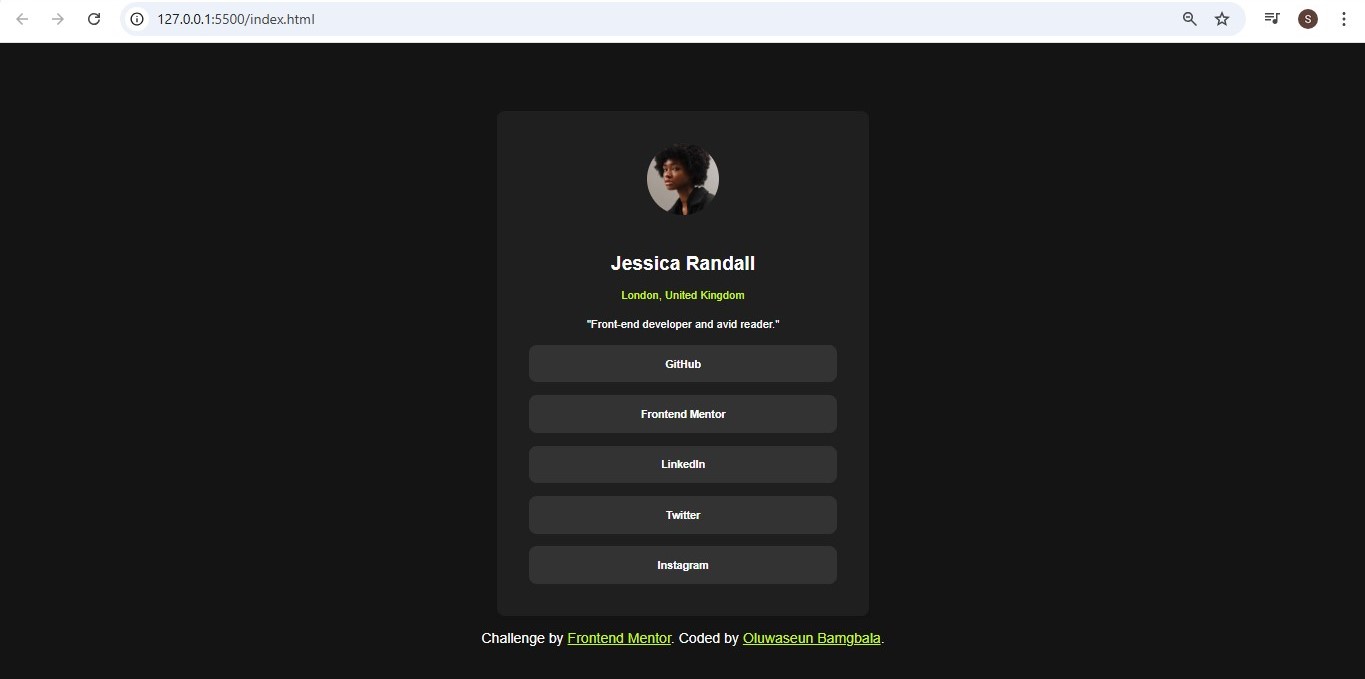 127.0.0.1:5500/index.html
S
Jessica Randall
London, United Kingdom
"Front-end developer and avid reader."
GitHub
Frontend Mentor
LinkedIn
Twitter
Instagram
Challenge by Frontend Mentor. Coded by Oluwaseun Bamgbala.